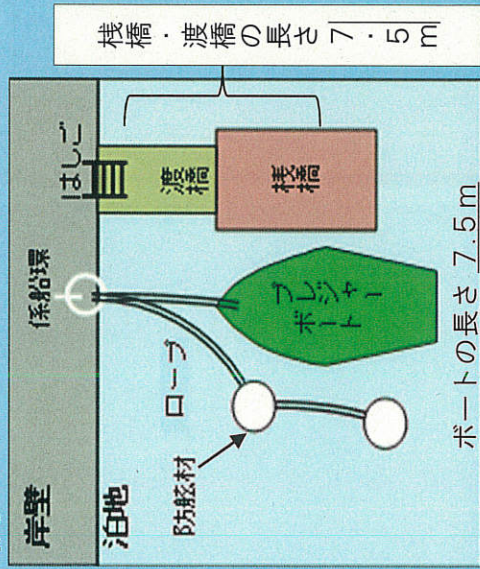 桟橋・渡橋の長さ7.5m
岸壁
係船環
はしご
泊地
渡橋
ロープ
桟橋
プレジャー
ボート
防舷材
ボートの長さ 7.5m